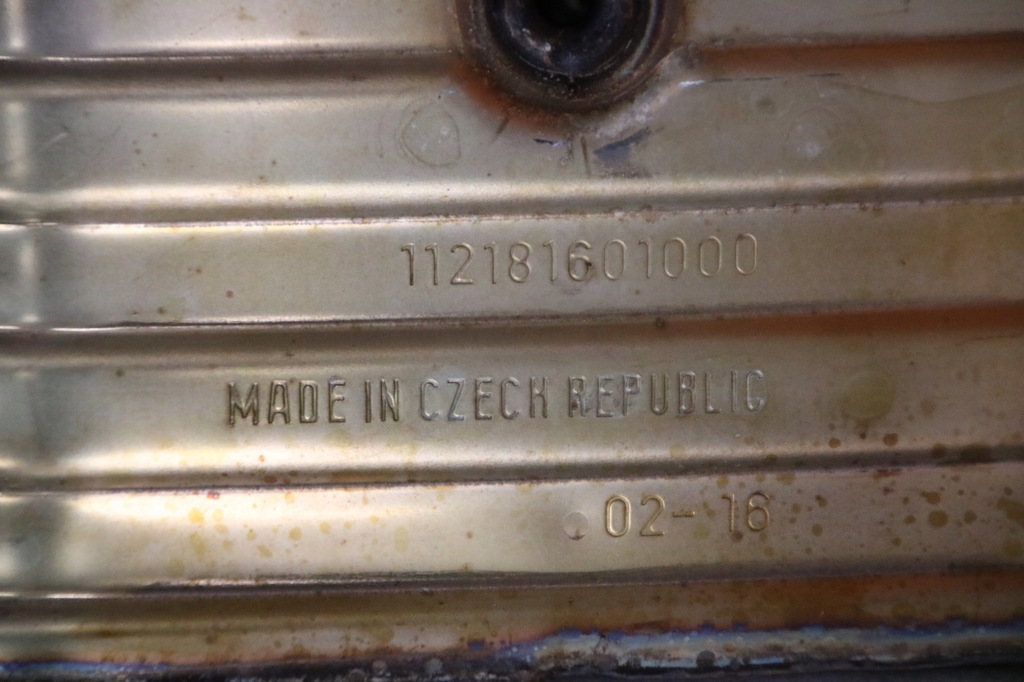 112181601000
MADE IN CZECH REPUBLIC
02- 16